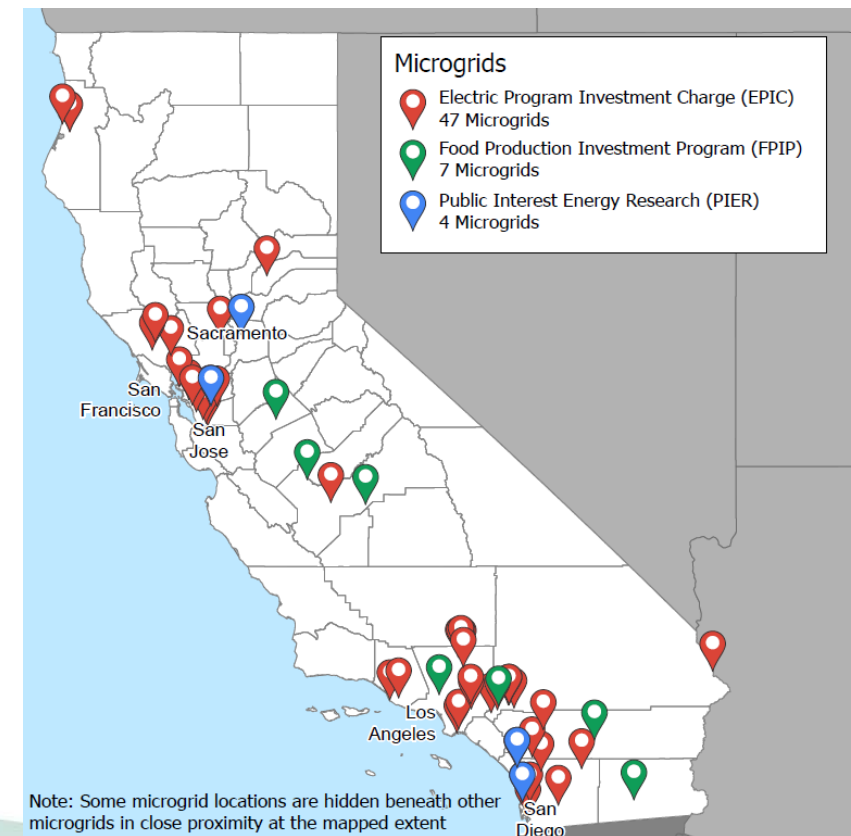 Microgrids
Electric Program Investment Charge (EPIC)
47 Microgrids
Food Production Investment Program (FPIP)
7 Microgrids
Public Interest Energy Research (PIER)
4 Microgrids
Sacramento
San
Francisco
San
Jose
Los
Angeles
San
Diego
Note: Some microgrid locations are hidden beneath other
microgrids in close proximity at the mapped extent